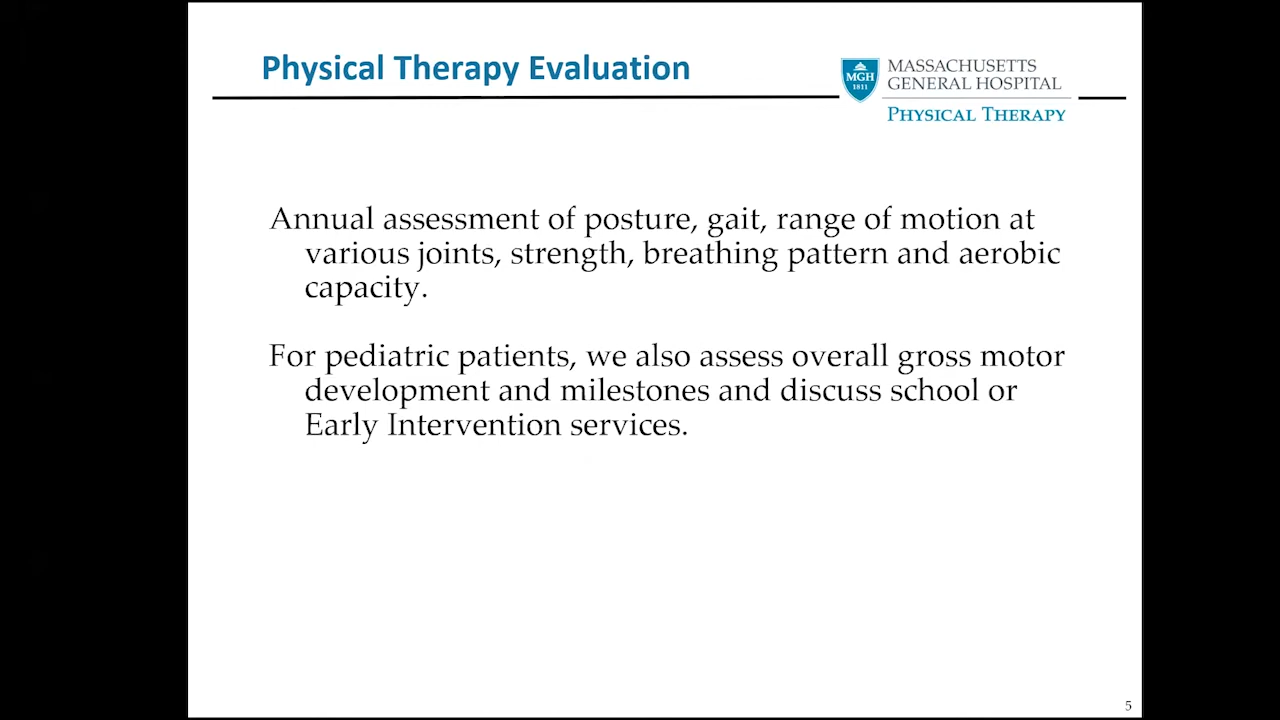 Physical Therapy Evaluation
MGH
1811
MASSACHUSETTS
GENERAL HOSPITAL
PHYSICAL THERAPY
Annual assessment of posture, gait, range of motion at
various joints, strength, breathing pattern and aerobic
capacity.
For pediatric patients, we also assess overall gross motor
development and milestones and discuss school or
Early Intervention services.
5